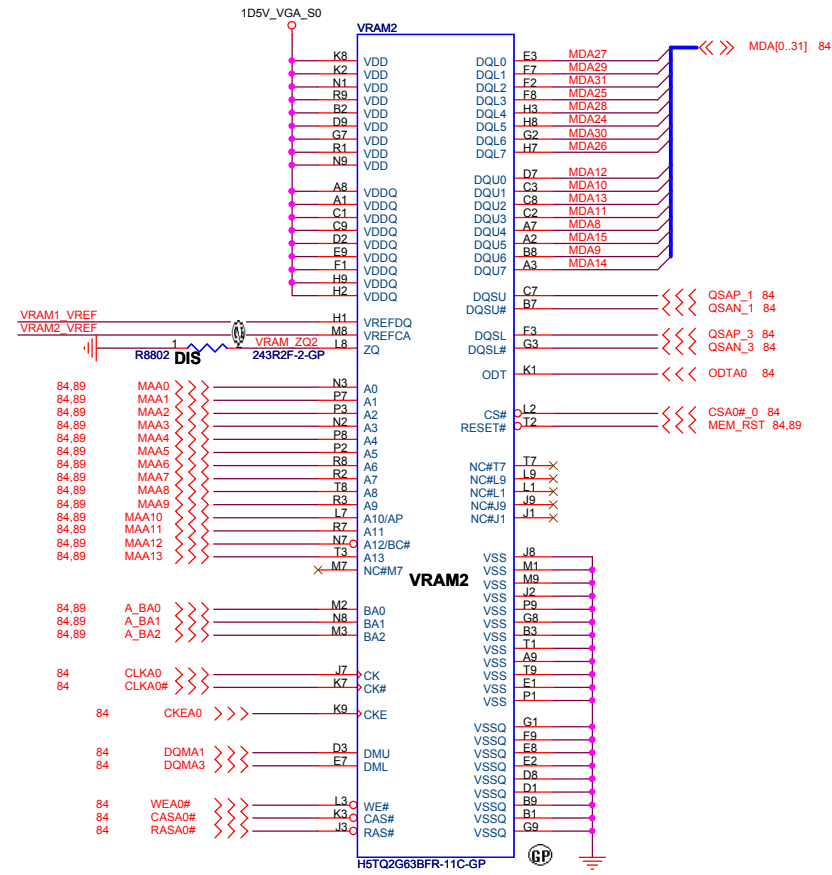 1D5V_VGA_S0
VRAM2
K8 VDD
K2 VDD
N1 VDD
R9 VDD
B2 VDD
D9 VDD
G7 VDD
R1 VDD
N9 VDD
A8 VDDQ
A1 VDDQ
C1 VDDQ
C9 VDDQ
D2 VDDQ
E9 VDDQ
F1 VDDQ
H9 VDDQ
H2 VDDQ
VRAM1_VREF H1 VREFDQ
VRAM2_VREF M8 VREFCA
1 2 VRAM_ZQ2 L8 ZQ
R8802 DIS 243R2F-2-GP
84,89 MAA0 N3 A0
84,89 MAA1 P7 A1
84,89 MAA2 P3 A2
84,89 MAA3 N2 A3
84,89 MAA4 P8 A4
84,89 MAA5 P2 A5
84,89 MAA6 R8 A6
84,89 MAA7 R2 A7
84,89 MAA8 T8 A8
84,89 MAA9 R3 A9
84,89 MAA10 L7 A10/AP
84,89 MAA11 R7 A11
84,89 MAA12 N7 A12/BC#
84,89 MAA13 T3 A13
M7 NC#M7
84,89 A_BA0 M2 BA0
84,89 A_BA1 N8 BA1
84,89 A_BA2 M3 BA2
84 CLKA0 J7 CK
84 CLKA0# K7 CK#
84 CKEA0 K9 CKE
84 DQMA1 D3 DMU
84 DQMA3 E7 DML
84 WEA0# L3 WE#
84 CASA0# K3 CAS#
84 RASA0# J3 RAS#
DQL0 E3 MDA27
DQL1 F7 MDA29
DQL2 F2 MDA31
DQL3 F8 MDA25
DQL4 H3 MDA28
DQL5 H8 MDA24
DQL6 G2 MDA30
DQL7 H7 MDA26
MDA[0..31] 84
DQU0 D7 MDA12
DQU1 C3 MDA10
DQU2 C8 MDA13
DQU3 C2 MDA11
DQU4 A7 MDA8
DQU5 A2 MDA15
DQU6 B8 MDA9
DQU7 A3 MDA14
DQSU C7 QSAP_1 84
DQSU# B7 QSAN_1 84
DQSL F3 QSAP_3 84
DQSL# G3 QSAN_3 84
ODT K1 ODTA0 84
CS# L2 CSA0#_0 84
RESET# T2 MEM_RST 84,89
NC#T7 T7
NC#L9 L9
NC#L1 L1
NC#J9 J9
NC#J1 J1
VRAM2
VSS J8
VSS M1
VSS M9
VSS J2
VSS P9
VSS G8
VSS B3
VSS T1
VSS A9
VSS T9
VSS E1
VSS P1
VSSQ G1
VSSQ F9
VSSQ E8
VSSQ E2
VSSQ D8
VSSQ D1
VSSQ B9
VSSQ B1
VSSQ G9
GP
H5TQ2G63BFR-11C-GP